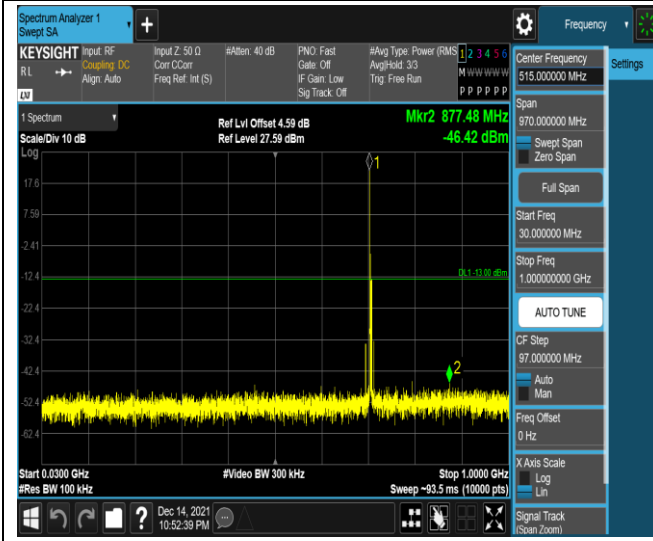 Spectrum Analyzer 1
Swept SA
+
Frequency
KEYSIGHT
RL
LXI
Input: RF
Coupling: DC
Align: Auto
Input Z: 50 Ω
Corr CCorr
Freq Ref: Int (S)
#Atten: 40 dB
PNO: Fast
Gate: Off
IF Gain: Low
Sig Track: Off
#Avg Type: Power (RMS
Avg|Hold: 3/3
Trig: Free Run
1 2 3 4 5 6
M W W W W W
P P P P P P
1 Spectrum
Scale/Div 10 dB
Ref Lvl Offset 4.59 dB
Ref Level 27.59 dBm
Mkr2 877.48 MHz
-46.42 dBm
Log
17.6
7.59
-2.41
-12.4
-22.4
-32.4
-42.4
-52.4
-62.4
1
DL1 -13.00 dBm
2
Start 0.0300 GHz
#Res BW 100 kHz
#Video BW 300 kHz
Stop 1.0000 GHz
Sweep ~93.5 ms (10000 pts)
Dec 14, 2021
10:52:39 PM
?
Center Frequency
515.000000 MHz
Settings
Span
970.000000 MHz
Swept Span
Zero Span
Full Span
Start Freq
30.000000 MHz
Stop Freq
1.000000000 GHz
AUTO TUNE
CF Step
97.000000 MHz
Auto
Man
Freq Offset
0 Hz
X Axis Scale
Log
Lin
Signal Track
(Span Zoom)